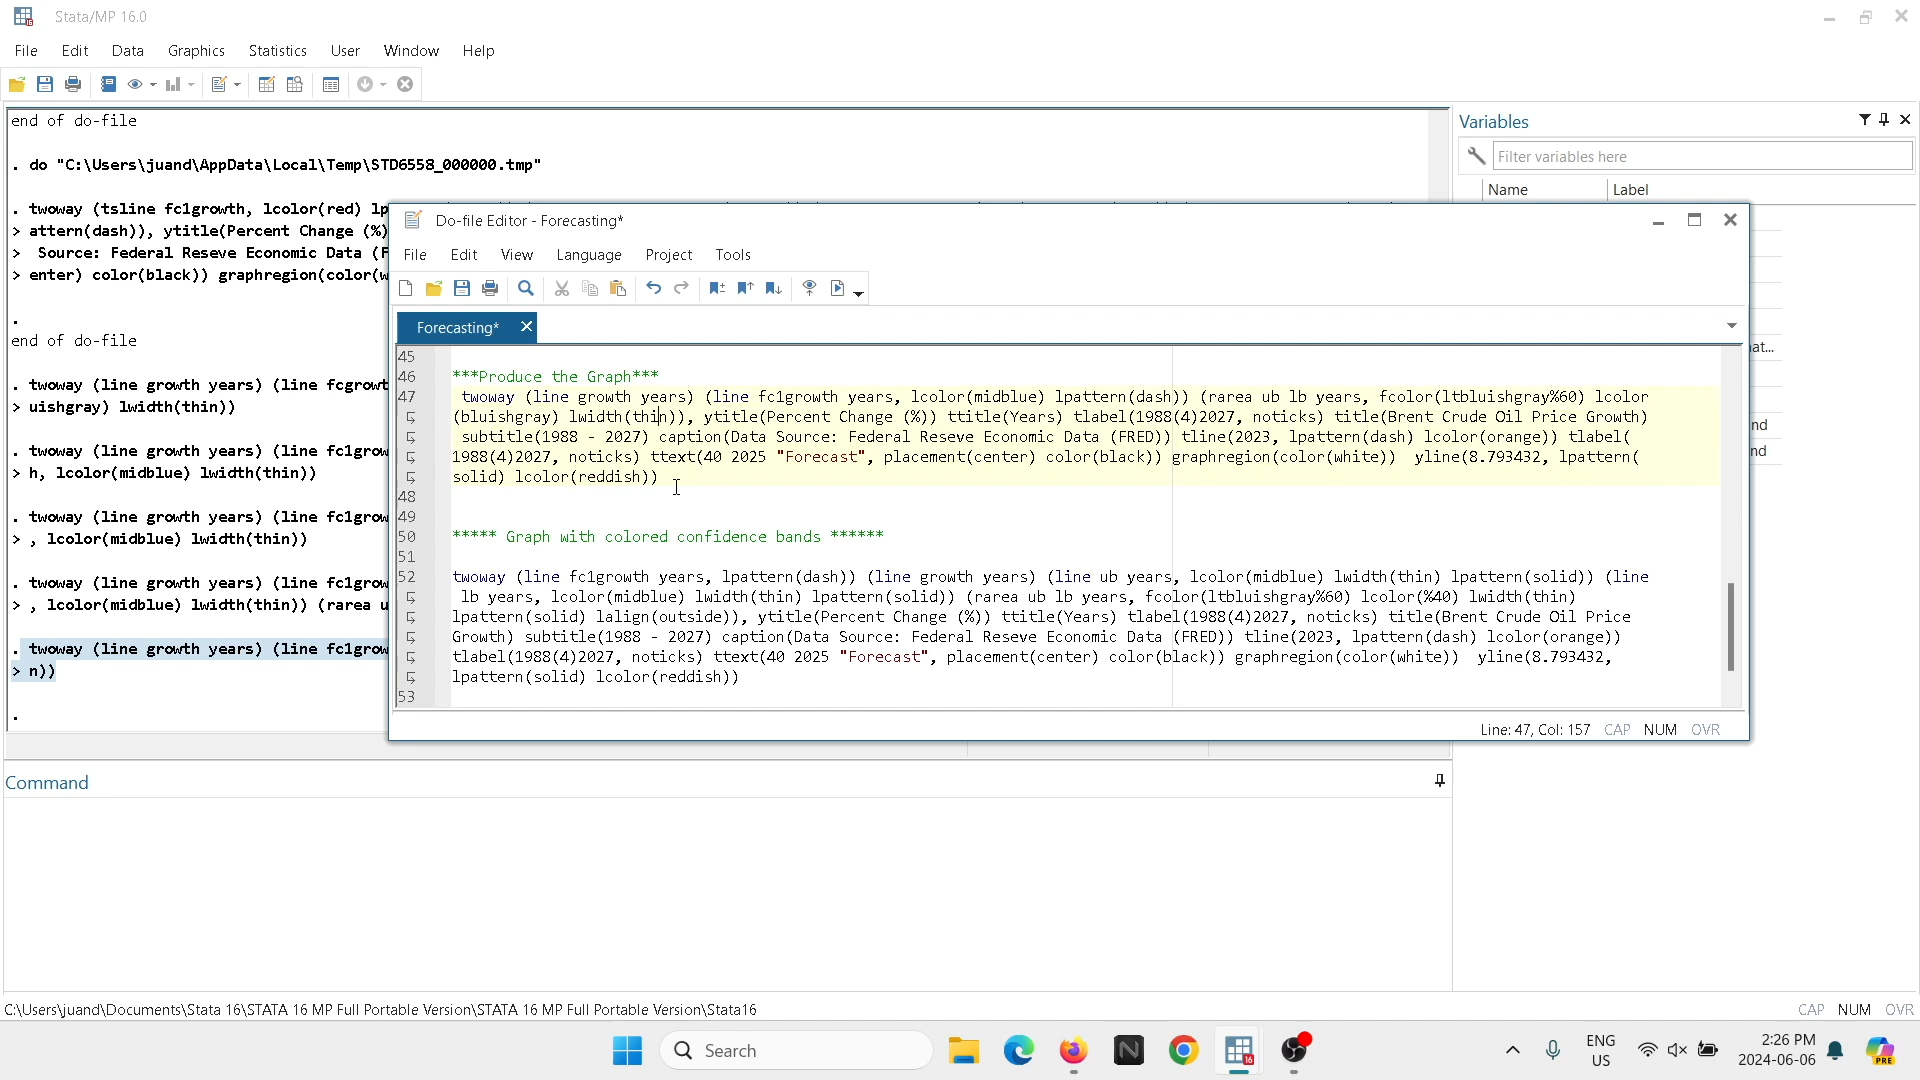 Stata/MP 16.0
File Edit Data Graphics Statistics User Window Help
end of do-file
. do "C:\Users\juand\AppData\Local\Temp\STD6558_000000.tmp"
. twoway (tsline fc1growth, lcolor(red) lp
> attern(dash)), ytitle(Percent Change (%)
>  Source: Federal Reseve Economic Data (F
> enter) color(black)) graphregion(color(w
.
end of do-file
. twoway (line growth years) (line fcgrowt
> uishgray) lwidth(thin))
. twoway (line growth years) (line fc1grow
> h, lcolor(midblue) lwidth(thin))
. twoway (line growth years) (line fc1grow
> , lcolor(midblue) lwidth(thin))
. twoway (line growth years) (line fc1grow
> , lcolor(midblue) lwidth(thin)) (rarea u
. twoway (line growth years) (line fc1grow
> n))
.
Variables
Filter variables here
Name Label
at...
nd
nd
Do-file Editor - Forecasting*
File Edit View Language Project Tools
Forecasting*
45
46 ***Produce the Graph***
47 twoway (line growth years) (line fc1growth years, lcolor(midblue) lpattern(dash)) (rarea ub lb years, fcolor(ltbluishgray%60) lcolor
(bluishgray) lwidth(thin)), ytitle(Percent Change (%)) ttitle(Years) tlabel(1988(4)2027, noticks) title(Brent Crude Oil Price Growth)
subtitle(1988 - 2027) caption(Data Source: Federal Reseve Economic Data (FRED)) tline(2023, lpattern(dash) lcolor(orange)) tlabel(
1988(4)2027, noticks) ttext(40 2025 "Forecast", placement(center) color(black)) graphregion(color(white))  yline(8.793432, lpattern(
solid) lcolor(reddish))
48
49
50 ***** Graph with colored confidence bands ******
51
52 twoway (line fc1growth years, lpattern(dash)) (line growth years) (line ub years, lcolor(midblue) lwidth(thin) lpattern(solid)) (line
lb years, lcolor(midblue) lwidth(thin) lpattern(solid)) (rarea ub lb years, fcolor(ltbluishgray%60) lcolor(%40) lwidth(thin)
lpattern(solid) lalign(outside)), ytitle(Percent Change (%)) ttitle(Years) tlabel(1988(4)2027, noticks) title(Brent Crude Oil Price
Growth) subtitle(1988 - 2027) caption(Data Source: Federal Reseve Economic Data (FRED)) tline(2023, lpattern(dash) lcolor(orange))
tlabel(1988(4)2027, noticks) ttext(40 2025 "Forecast", placement(center) color(black)) graphregion(color(white))  yline(8.793432,
lpattern(solid) lcolor(reddish))
53
Line: 47, Col: 157 CAP NUM OVR
Command
C:\Users\juand\Documents\Stata 16\STATA 16 MP Full Portable Version\STATA 16 MP Full Portable Version\Stata16
CAP NUM OVR
Search
ENG
US
2:26 PM
2024-06-06
PRE